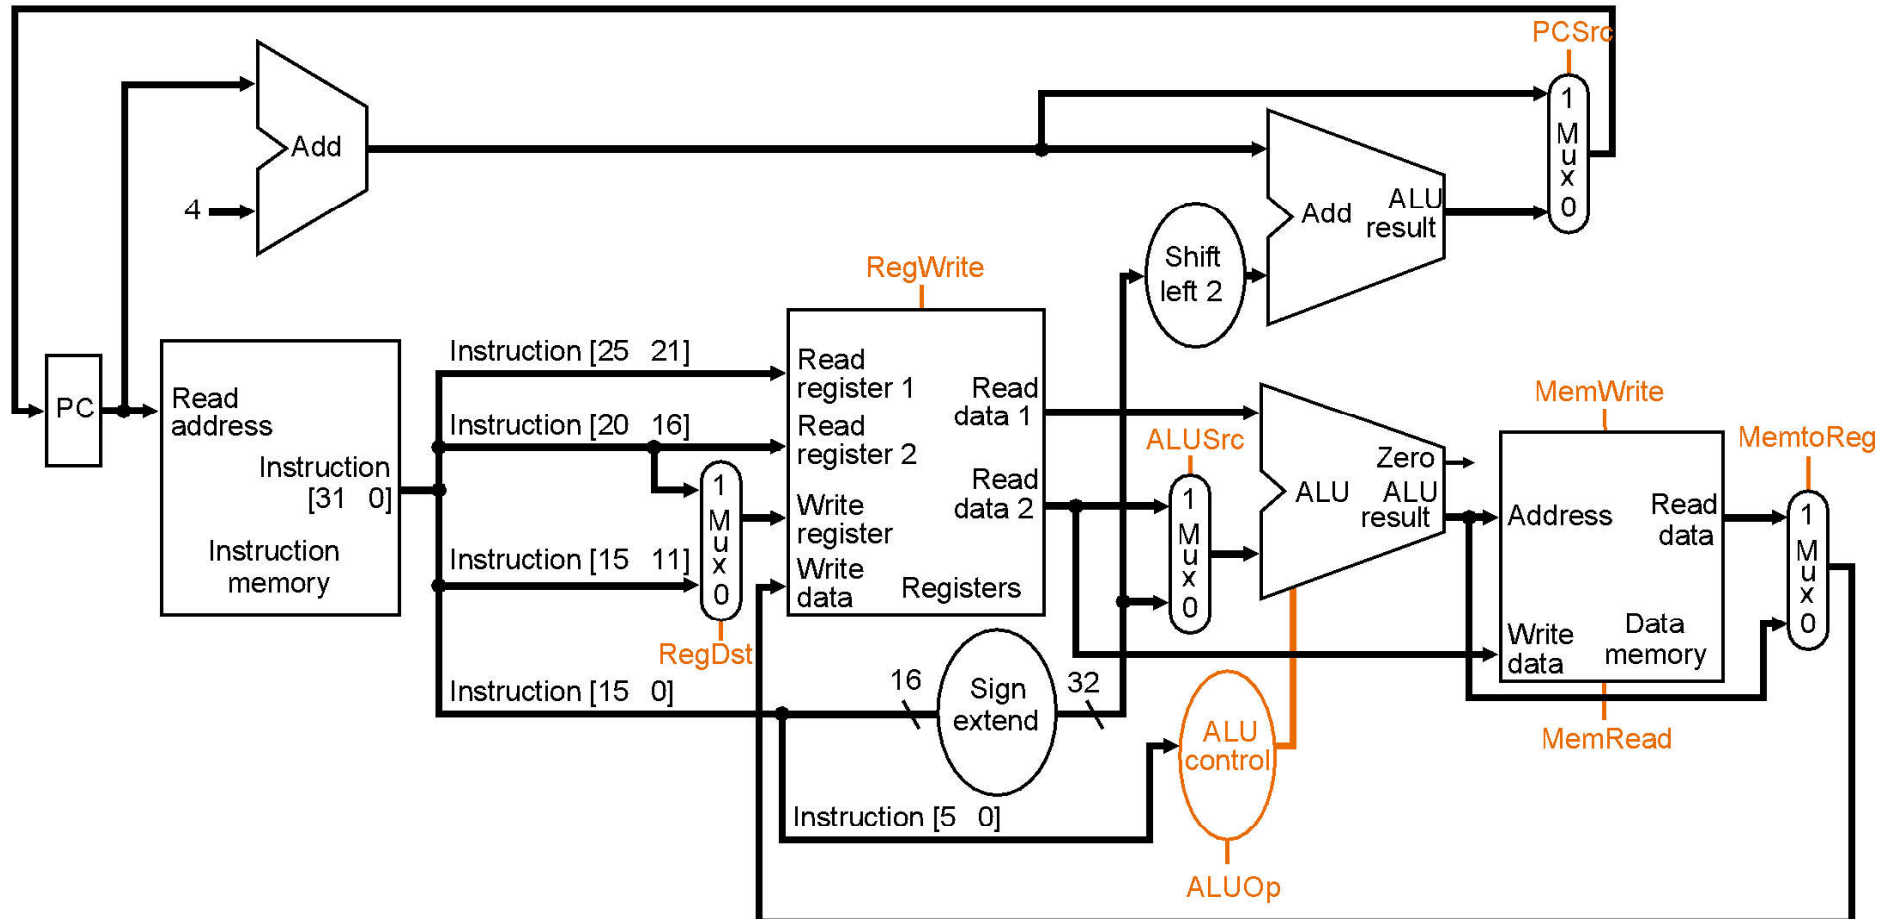 PCSrc
1
M
u
x
0
Add
4
Add
ALU
result
Shift
left 2
RegWrite
PC
Read
address
Instruction
[31 0]
Instruction
memory
Instruction [25 21]
Instruction [20 16]
Instruction [15 11]
Instruction [15 0]
Instruction [5 0]
1
M
u
x
0
RegDst
Read
register 1
Read
register 2
Write
register
Write
data
Read
data 1
Read
data 2
Registers
16
Sign
extend
32
ALUSrc
1
M
u
x
0
Zero
ALU
ALU
result
ALU
control
ALUOp
MemWrite
Address
Read
data
Write
data
Data
memory
MemRead
MemtoReg
1
M
u
x
0